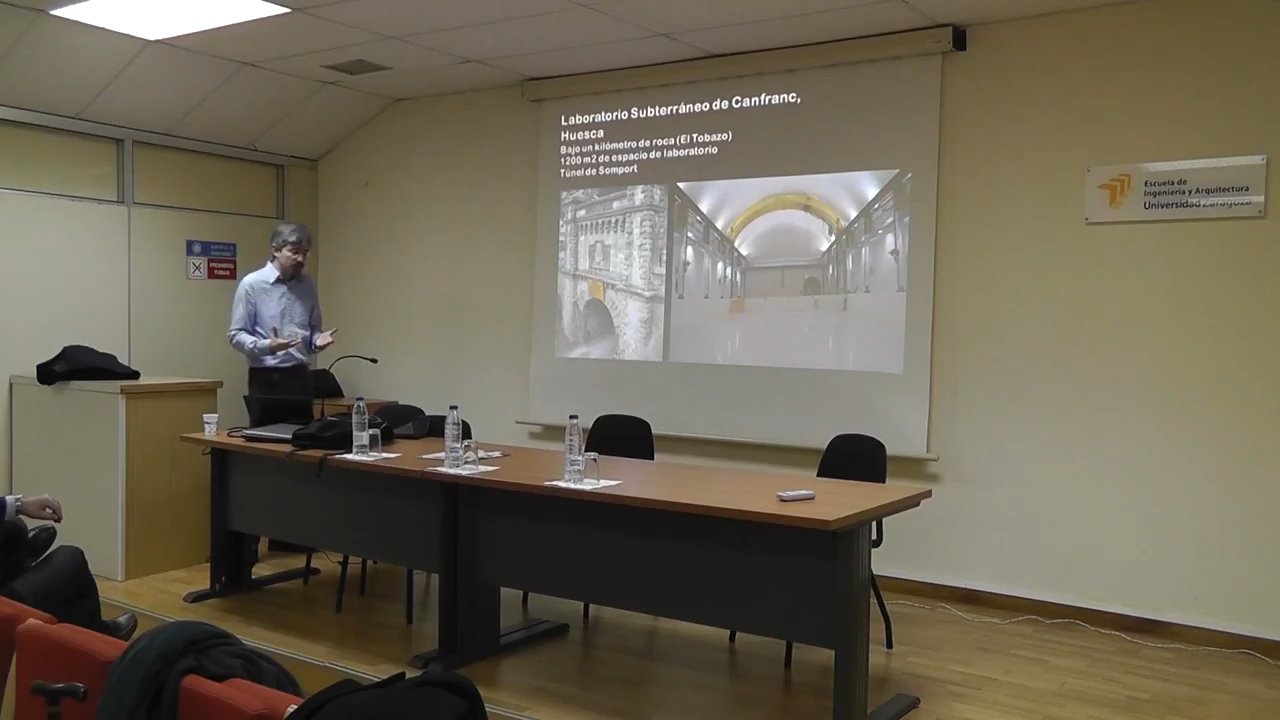 Laboratorio Subterráneo de Canfranc,
Huesca
Bajo un kilómetro de roca (El Tobazo)
1200 m2 de espacio de laboratorio
Túnel de Somport
Escuela de
Ingeniería y Arquitectura
Universidad Zaragoza
PROHIBIDO
FUMAR